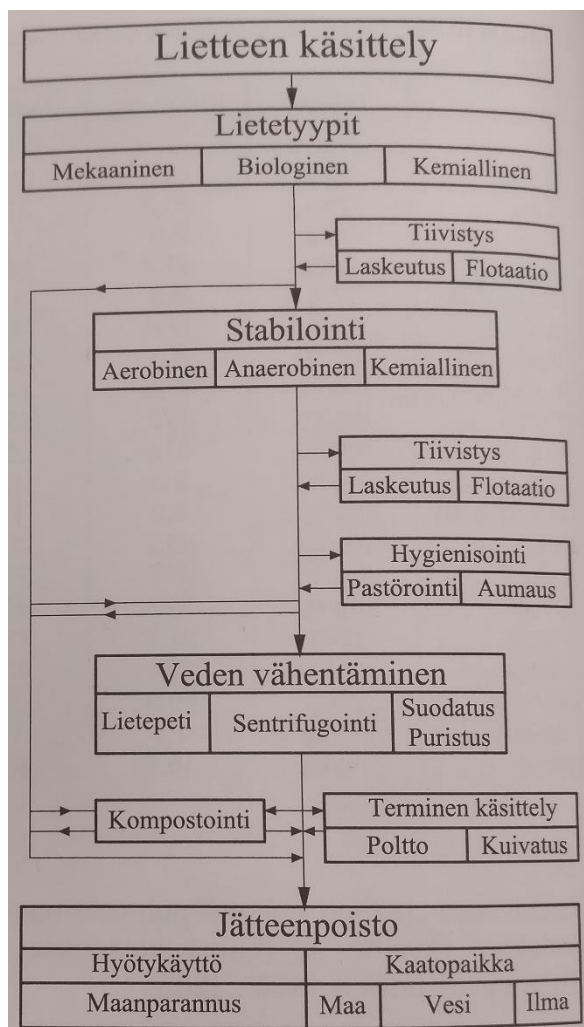 Lietteen käsittely
Lietetyypit
Mekaaninen Biologinen Kemiallinen
Tiivistys
Laskeutus Flotaatio
Stabilointi
Aerobinen Anaerobinen Kemiallinen
Tiivistys
Laskeutus Flotaatio
Hygienisointi
Pastörointi Aumaus
Veden vähentäminen
Lietepeti Sentrifugointi Suodatus
Puristus
Kompostointi
Terminen käsittely
Poltto Kuivatus
Jätteenpoisto
Hyötykäyttö Kaatopaikka
Maanparannus Maa Vesi Ilma